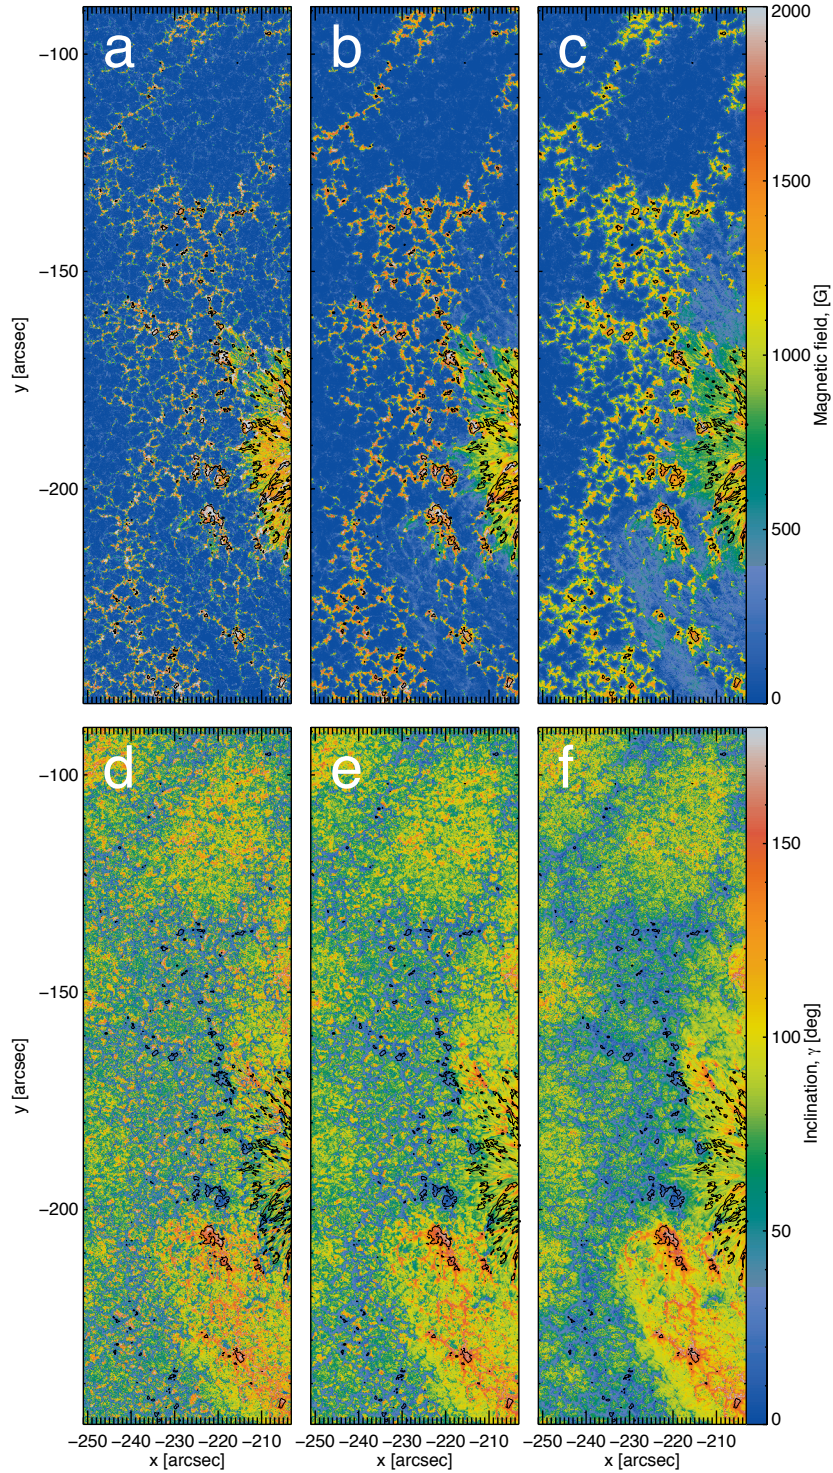 a b c
−100
−150
−200
y [arcsec]
2000
1500
1000
500
0
Magnetic field, [G]
d e f
−100
−150
−200
y [arcsec]
150
100
50
0
Inclination, γ [deg]
−250 −240 −230 −220 −210 −250 −240 −230 −220 −210 −250 −240 −230 −220 −210
x [arcsec] x [arcsec] x [arcsec]